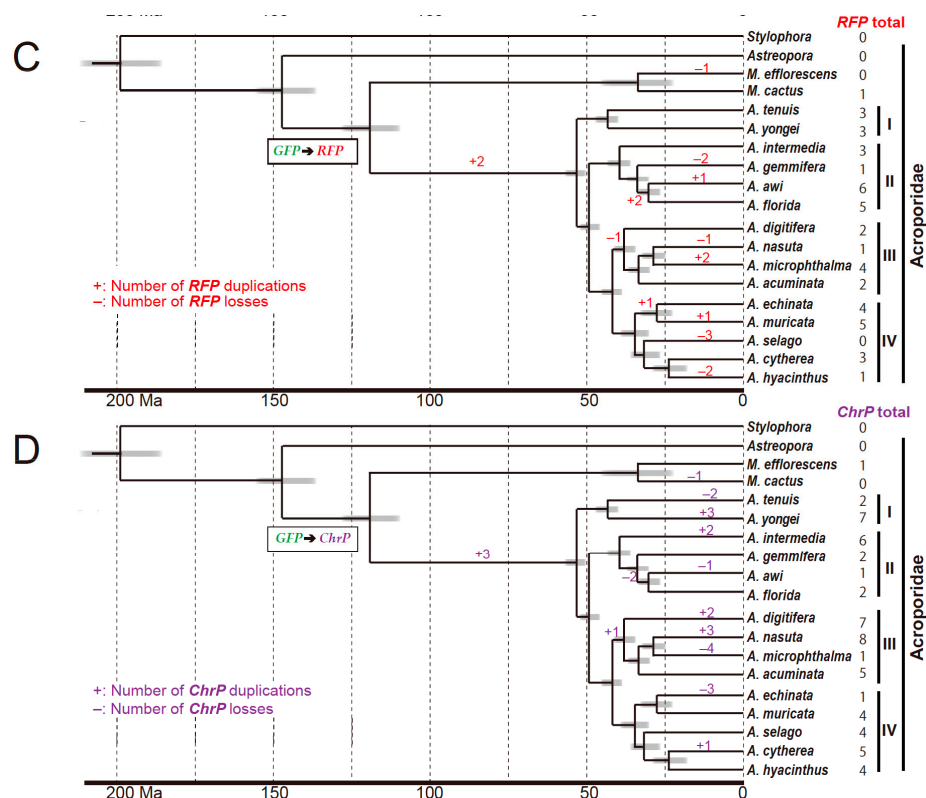 RFP total
C
Stylophora 0
Astreopora 0
–1
M. efflorescens 0
M. cactus 1
A. tenuis 3
I
A. yongei 3
GFP➔ RFP
+2
A. intermedia 3
–2
A. gemmifera 1
II
+1
A. awi 6
+2
A. florida 5
Acroporidae
–1
A. digitifera 2
–1
A. nasuta 1
III
+2
A. microphthalma 4
A. acuminata 2
+: Number of RFP duplications
–: Number of RFP losses
+1
A. echinata 4
+1
A. muricata 5
–3
A. selago 0
IV
A. cytherea 3
–2
A. hyacinthus 1
200 Ma 150 100 50 0
ChrP total
D
Stylophora 0
Astreopora 0
M. efflorescens 1
–1
M. cactus 0
–2
A. tenuis 2
I
+3
A. yongei 7
GFP➔ ChrP
+3
+2
A. intermedia 6
A. gemmifera 2
II
–1
–2
A. awi 1
A. florida 2
Acroporidae
+2
A. digitifera 7
+1
+3
A. nasuta 8
III
–4
A. microphthalma 1
A. acuminata 5
+: Number of ChrP duplications
–: Number of ChrP losses
–3
A. echinata 1
A. muricata 4
A. selago 4
IV
+1
A. cytherea 5
A. hyacinthus 4
200 Ma 150 100 50 0